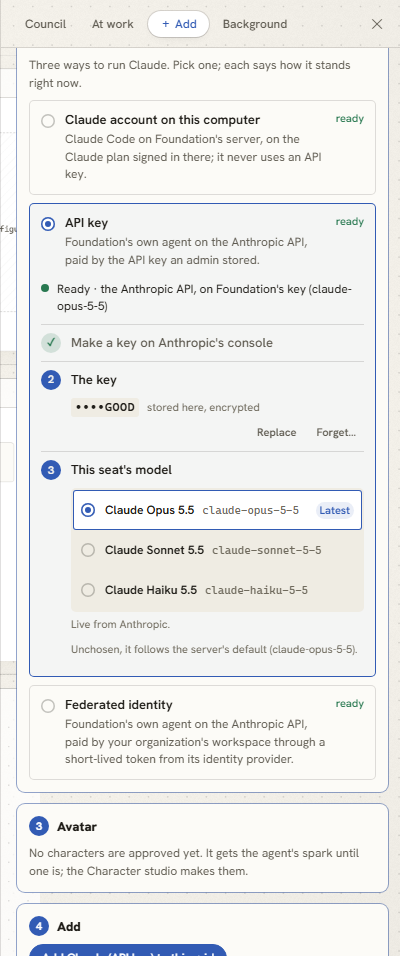 Council At work + Add Background
Three ways to run Claude. Pick one; each says how it stands
right now.
Claude account on this computer ready
Claude Code on Foundation's server, on the
Claude plan signed in there; it never uses an API
key.
figu
API key ready
Foundation's own agent on the Anthropic API,
paid by the API key an admin stored.
Ready · the Anthropic API, on Foundation's key (claude-
opus-5-5)
Make a key on Anthropic's console
2 The key
••••GOOD stored here, encrypted
Replace Forget...
3 This seat's model
Claude Opus 5.5 claude-opus-5-5 Latest
Claude Sonnet 5.5 claude-sonnet-5-5
Claude Haiku 5.5 claude-haiku-5-5
Live from Anthropic.
Unchosen, it follows the server's default (claude-opus-5-5).
Federated identity ready
Foundation's own agent on the Anthropic API,
paid by your organization's workspace through a
short-lived token from its identity provider.
3 Avatar
No characters are approved yet. It gets the agent's spark until
one is; the Character studio makes them.
4 Add